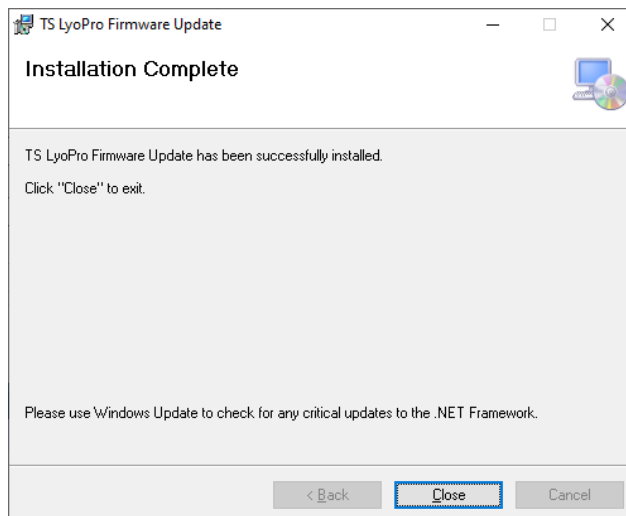 TS LyoPro Firmware Update
Installation Complete
TS LyoPro Firmware Update has been successfully installed.
Click "Close" to exit.
Please use Windows Update to check for any critical updates to the .NET Framework.
< Back
Close
Cancel